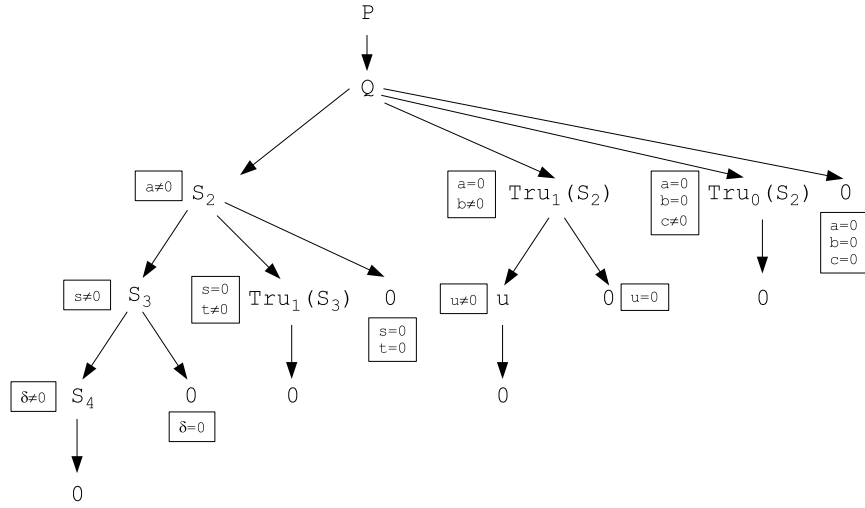 P
Q
a≠0 S₂
a=0
b≠0
Tru₁(S₂)
a=0
b=0
c≠0
Tru₀(S₂)
0
a=0
b=0
c=0
s≠0 S₃
s=0
t≠0
Tru₁(S₃)
0
s=0
t=0
u≠0 u
0 u=0
0
δ≠0 S₄
0
δ=0
0
0
0